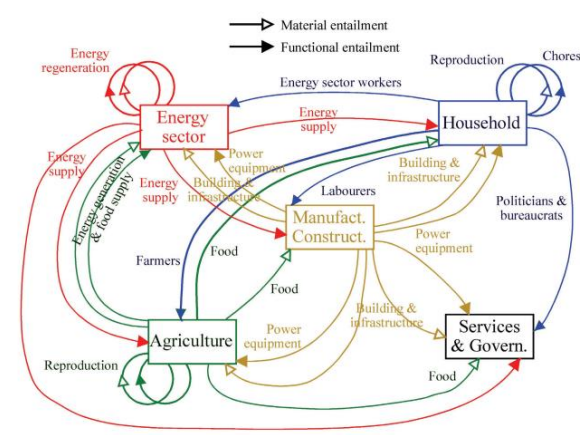 Material entailment
Functional entailment
Energy
regeneration
Reproduction
Chores
Energy sector workers
Energy
sector
Energy
supply
Household
Energy
supply
Energy generation
& food supply
Energy
supply
Power
equipment
Building &
infrastructure
Building &
infrastructure
Labourers
Politicians &
bureaucrats
Manufact.
Construct.
Farmers
Food
Food
Power
equipment
Agriculture
Power
equipment
Building &
infrastructure
Services
& Govern.
Reproduction
Food